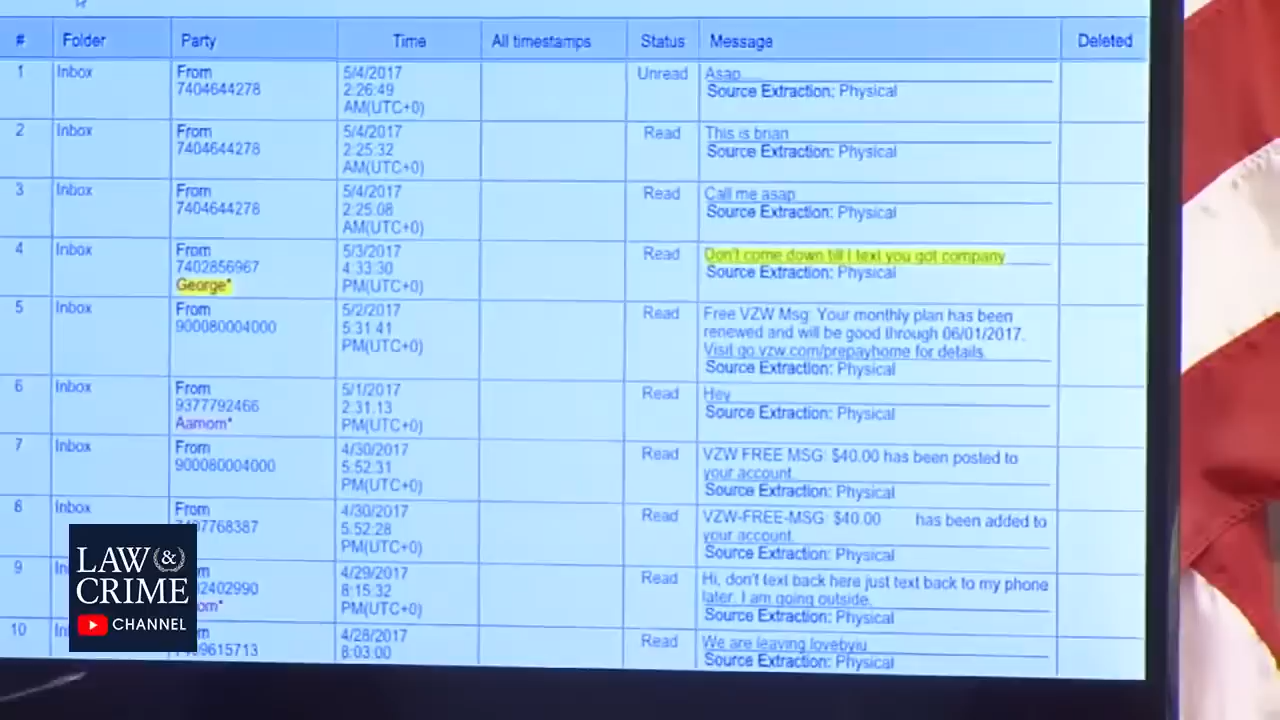 # Folder Party Time All timestamps Status Message Deleted
1 Inbox From 5/4/2017 Unread Asap
7404644278 2:26:49 Source Extraction: Physical
AM(UTC+0)
2 Inbox From 5/4/2017 Read This is brian
7404644278 2:25:32 Source Extraction: Physical
AM(UTC+0)
3 Inbox From 5/4/2017 Read Call me asap
7404644278 2:25:08 Source Extraction: Physical
AM(UTC+0)
4 Inbox From 5/3/2017 Read Don't come down till I text you got company
7402856967 4:33:30 Source Extraction: Physical
George* PM(UTC+0)
5 Inbox From 5/2/2017 Read Free VZW Msg: Your monthly plan has been
900080004000 5:31:41 renewed and will be good through 06/01/2017.
PM(UTC+0) Visit go.vzw.com/prepayhome for details.
Source Extraction: Physical
6 Inbox From 5/1/2017 Read Hey
9377792466 2:31:13 Source Extraction: Physical
Aamom* PM(UTC+0)
7 Inbox From 4/30/2017 Read VZW FREE MSG: $40.00 has been posted to
900080004000 5:52:31 your account.
PM(UTC+0) Source Extraction: Physical
8 Inbox From 4/30/2017 Read VZW-FREE-MSG: $40.00 has been added to
7768387 5:52:28 your account.
PM(UTC+0) Source Extraction: Physical
9 4/29/2017 Read Hi, don't text back here just text back to my phone
2402990 8:15:32 later. I am going outside.
om* PM(UTC+0) Source Extraction: Physical
10 4/28/2017 Read We are leaving lovebyiu
9615713 8:03:00 Source Extraction: Physical
LAW &
CRIME
CHANNEL